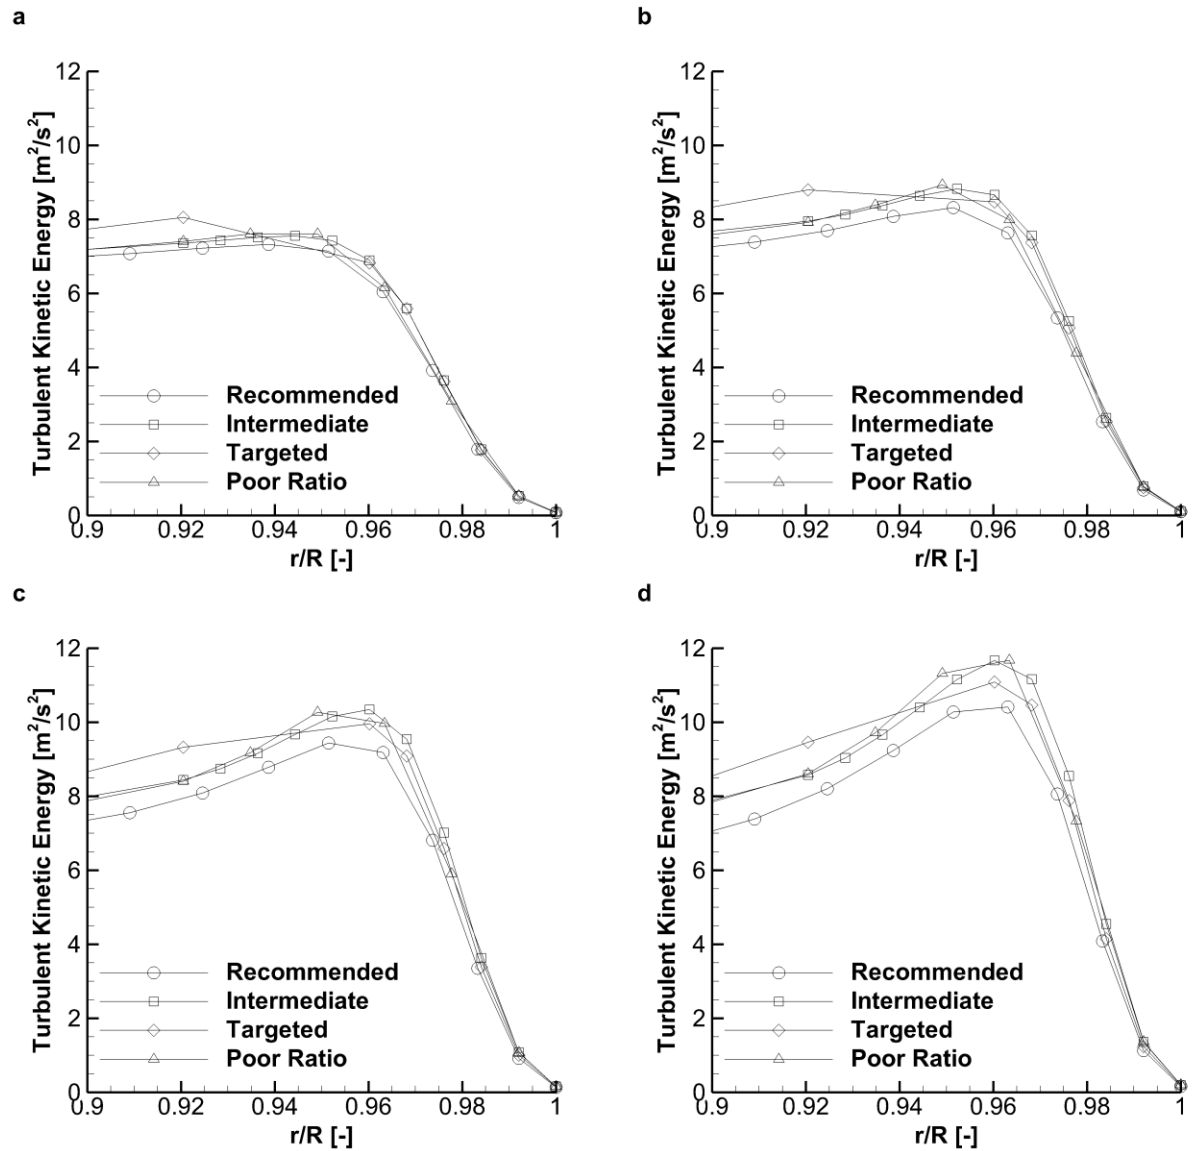 a
Turbulent Kinetic Energy [m²/s²]
12
10
8
6
4
2
0
Recommended
Intermediate
Targeted
Poor Ratio
0.9 0.92 0.94 0.96 0.98 1
r/R [-]
b
Turbulent Kinetic Energy [m²/s²]
12
10
8
6
4
2
0
Recommended
Intermediate
Targeted
Poor Ratio
0.9 0.92 0.94 0.96 0.98 1
r/R [-]
c
Turbulent Kinetic Energy [m²/s²]
12
10
8
6
4
2
0
Recommended
Intermediate
Targeted
Poor Ratio
0.9 0.92 0.94 0.96 0.98 1
r/R [-]
d
Turbulent Kinetic Energy [m²/s²]
12
10
8
6
4
2
0
Recommended
Intermediate
Targeted
Poor Ratio
0.9 0.92 0.94 0.96 0.98 1
r/R [-]